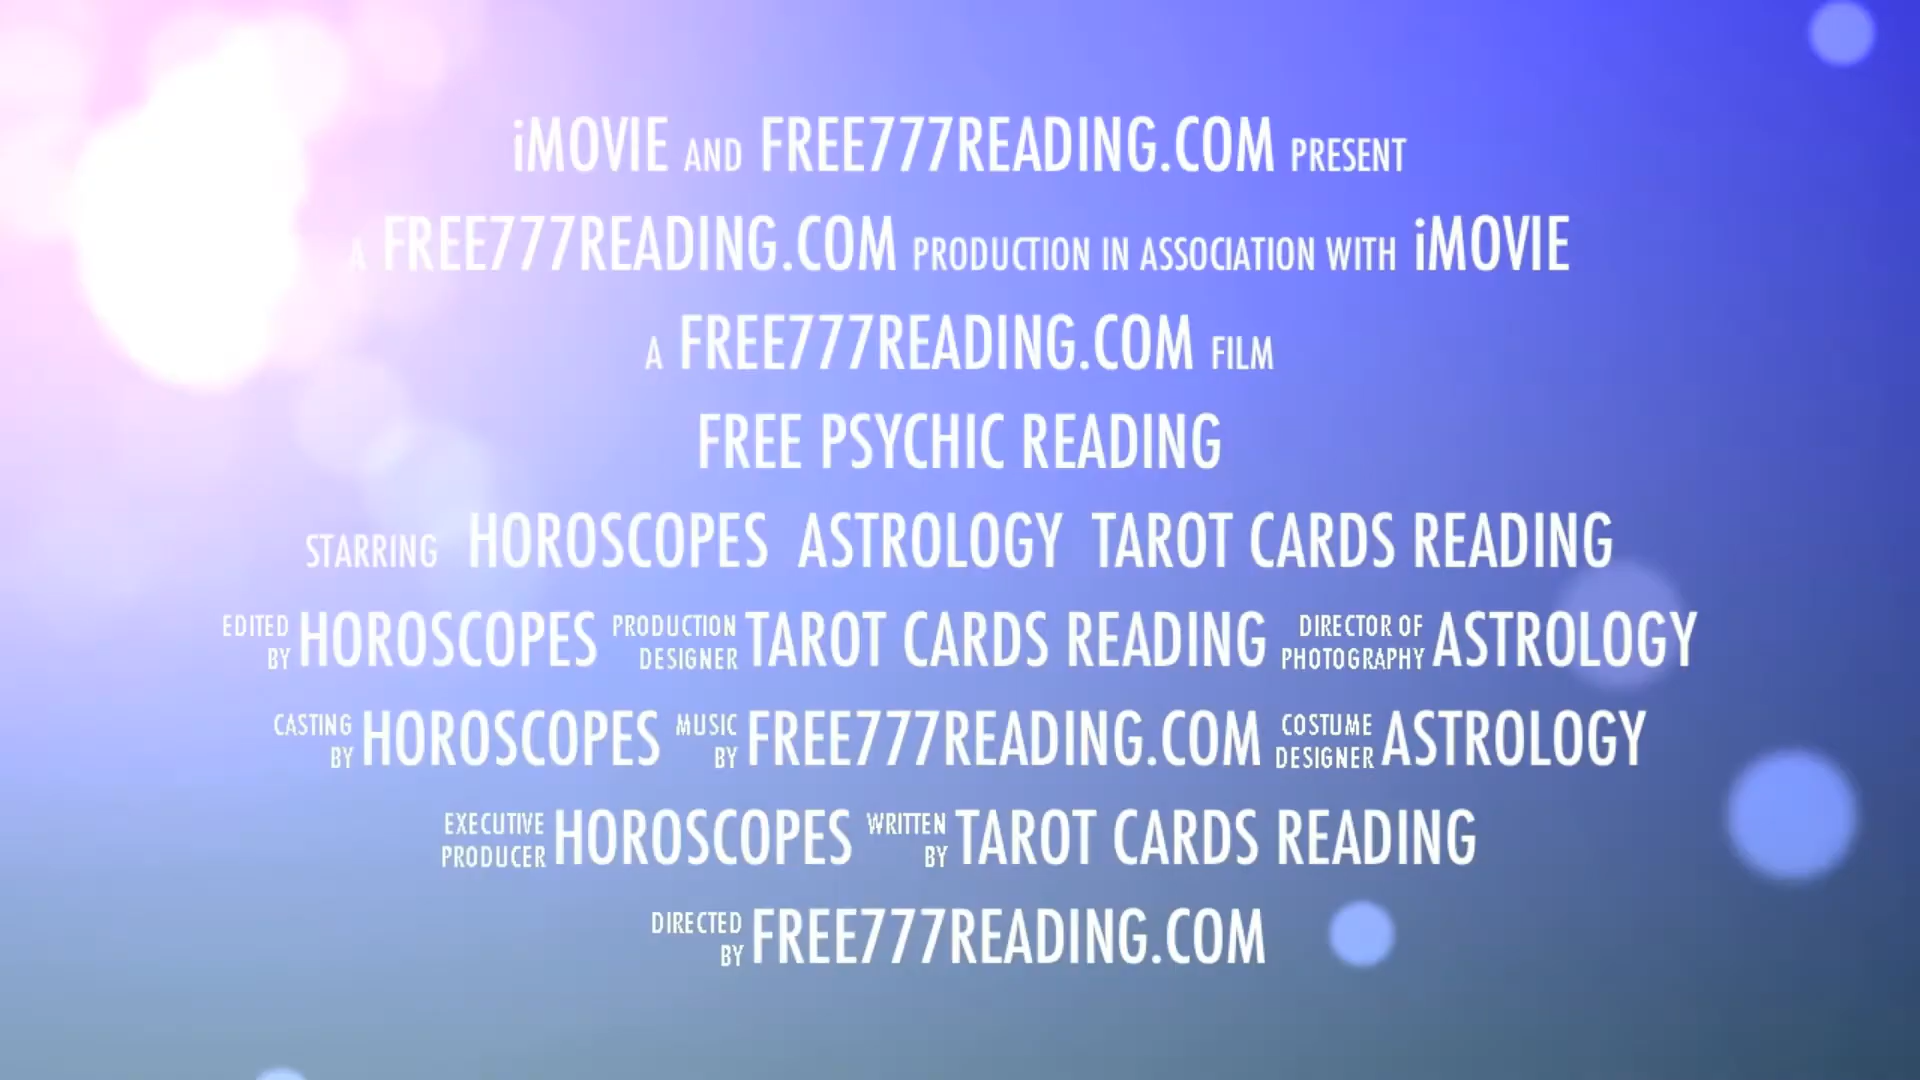 iMOVIE AND FREE777READING.COM PRESENT
A FREE777READING.COM PRODUCTION IN ASSOCIATION WITH iMOVIE
A FREE777READING.COM FILM
FREE PSYCHIC READING
STARRING HOROSCOPES ASTROLOGY TAROT CARDS READING
EDITED BY HOROSCOPES PRODUCTION DESIGNER TAROT CARDS READING DIRECTOR OF PHOTOGRAPHY ASTROLOGY
CASTING BY HOROSCOPES MUSIC BY FREE777READING.COM COSTUME DESIGNER ASTROLOGY
EXECUTIVE PRODUCER HOROSCOPES WRITTEN BY TAROT CARDS READING
DIRECTED BY FREE777READING.COM